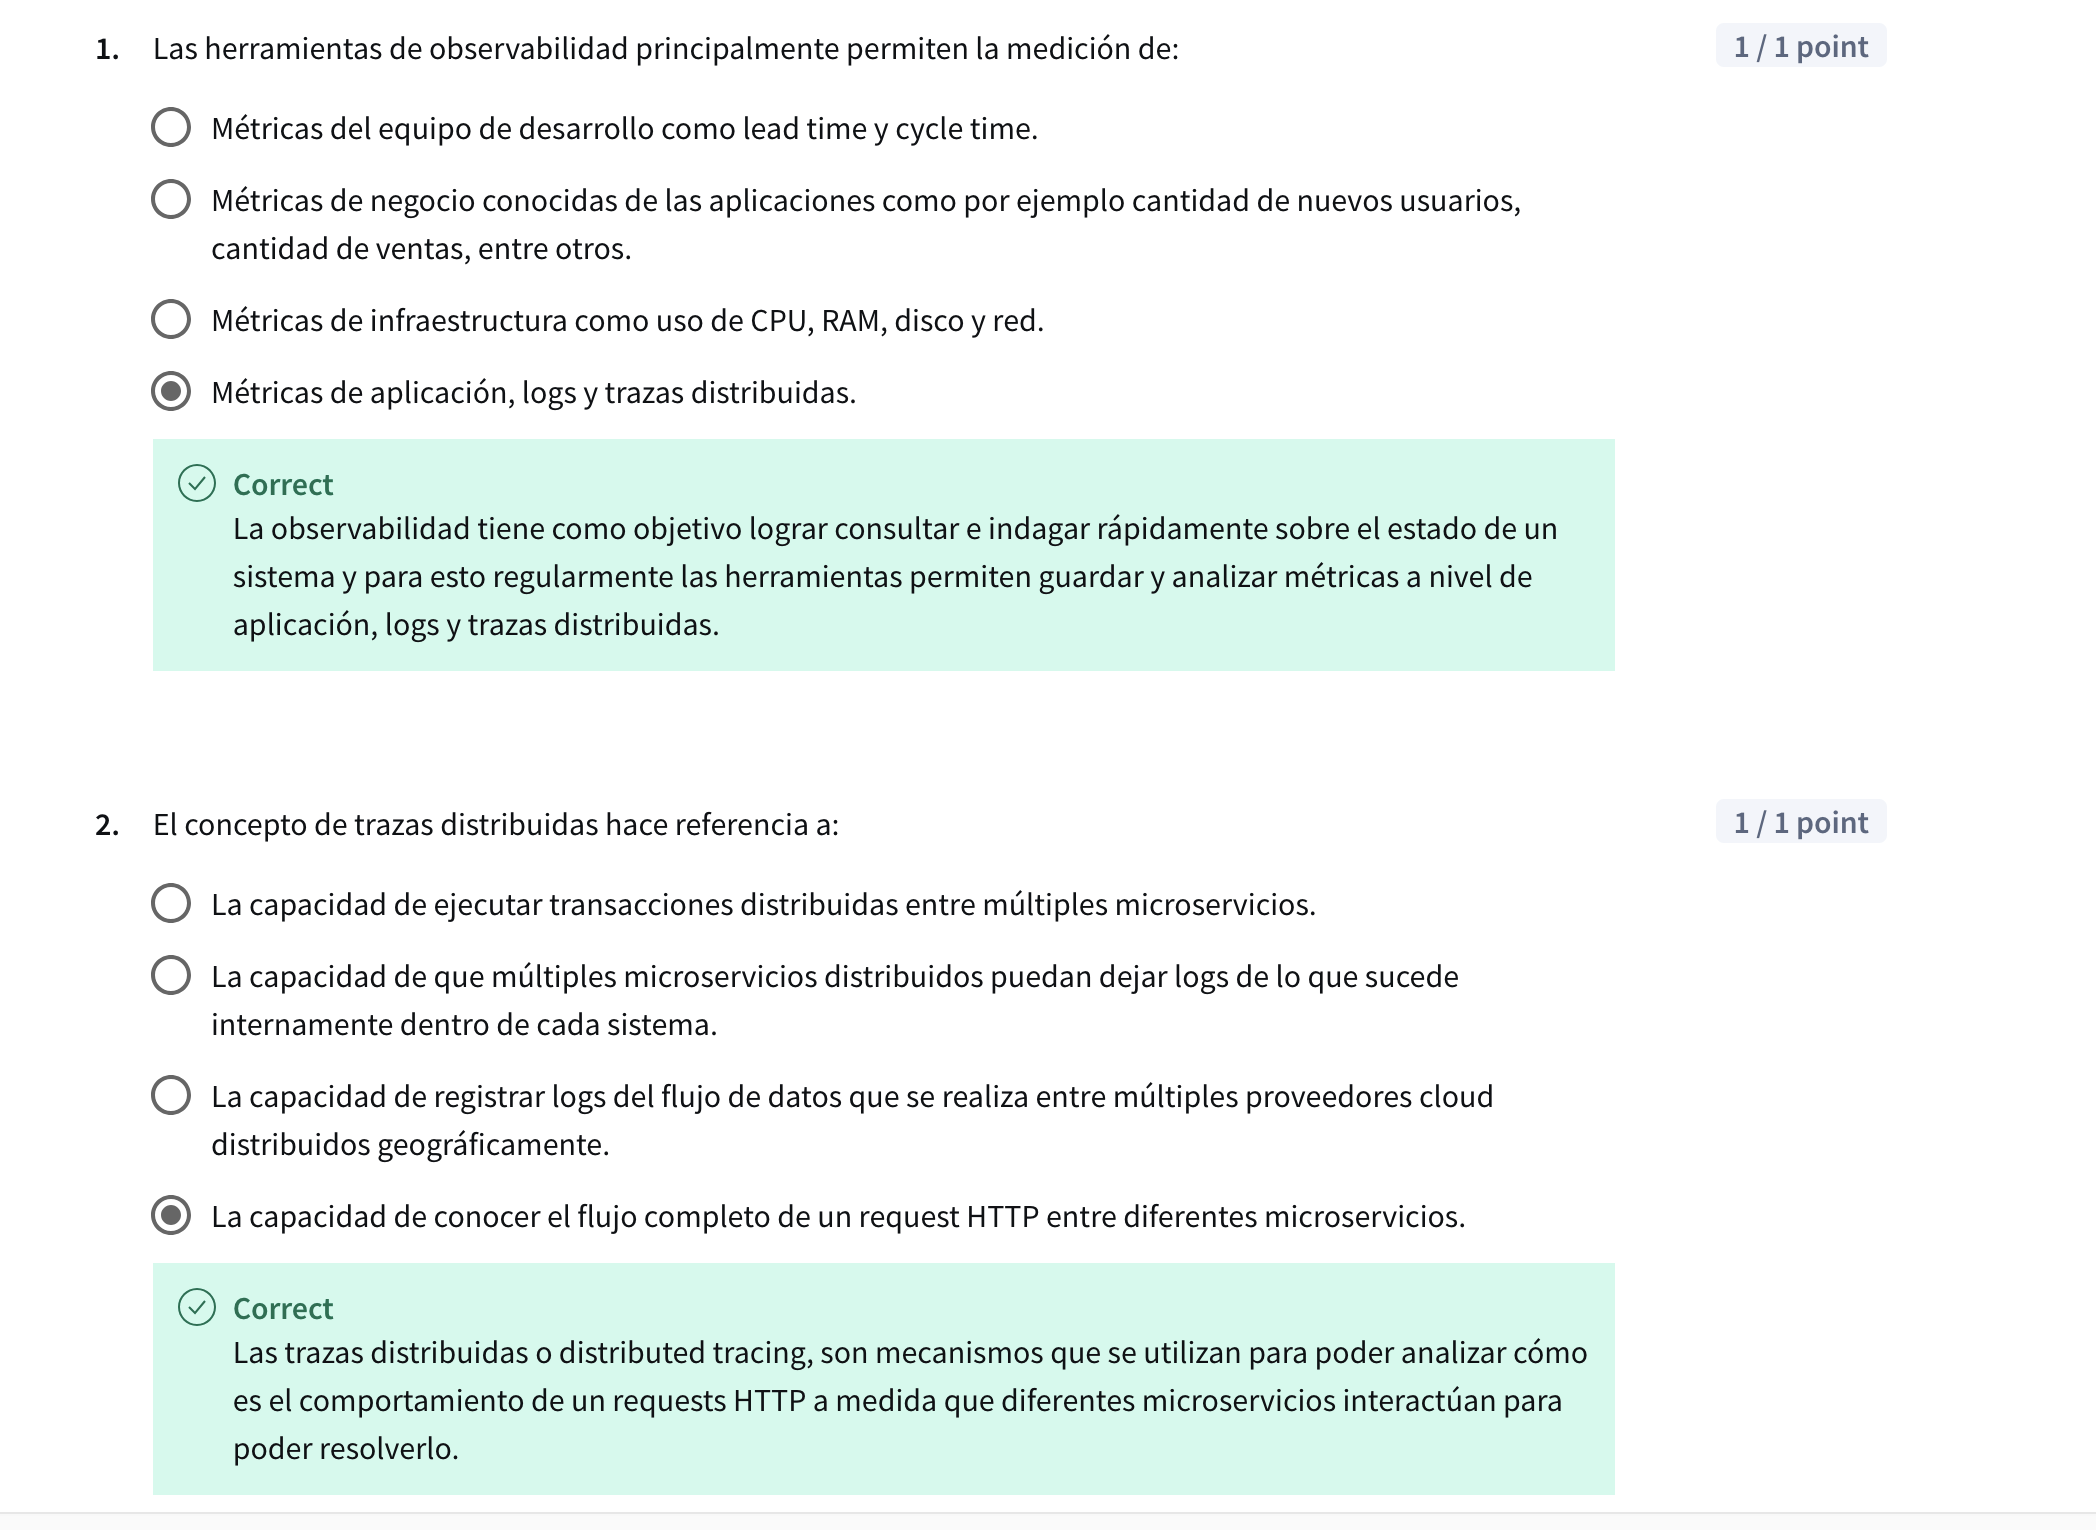 1. Las herramientas de observabilidad principalmente permiten la medición de:
1 / 1 point
Métricas del equipo de desarrollo como lead time y cycle time.
Métricas de negocio conocidas de las aplicaciones como por ejemplo cantidad de nuevos usuarios,
cantidad de ventas, entre otros.
Métricas de infraestructura como uso de CPU, RAM, disco y red.
Métricas de aplicación, logs y trazas distribuidas.
Correct
La observabilidad tiene como objetivo lograr consultar e indagar rápidamente sobre el estado de un
sistema y para esto regularmente las herramientas permiten guardar y analizar métricas a nivel de
aplicación, logs y trazas distribuidas.
2. El concepto de trazas distribuidas hace referencia a:
1 / 1 point
La capacidad de ejecutar transacciones distribuidas entre múltiples microservicios.
La capacidad de que múltiples microservicios distribuidos puedan dejar logs de lo que sucede
internamente dentro de cada sistema.
La capacidad de registrar logs del flujo de datos que se realiza entre múltiples proveedores cloud
distribuidos geográficamente.
La capacidad de conocer el flujo completo de un request HTTP entre diferentes microservicios.
Correct
Las trazas distribuidas o distributed tracing, son mecanismos que se utilizan para poder analizar cómo
es el comportamiento de un requests HTTP a medida que diferentes microservicios interactúan para
poder resolverlo.